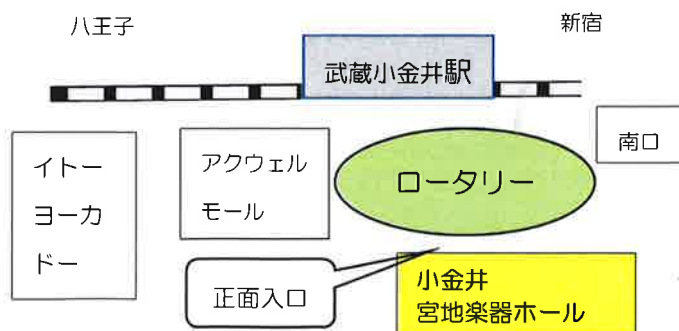 八王子
新宿
武蔵小金井駅
南口
イトー
ヨーカ
ドー
アクウェル
モール
ロータリー
正面入口
小金井
宮地楽器ホール